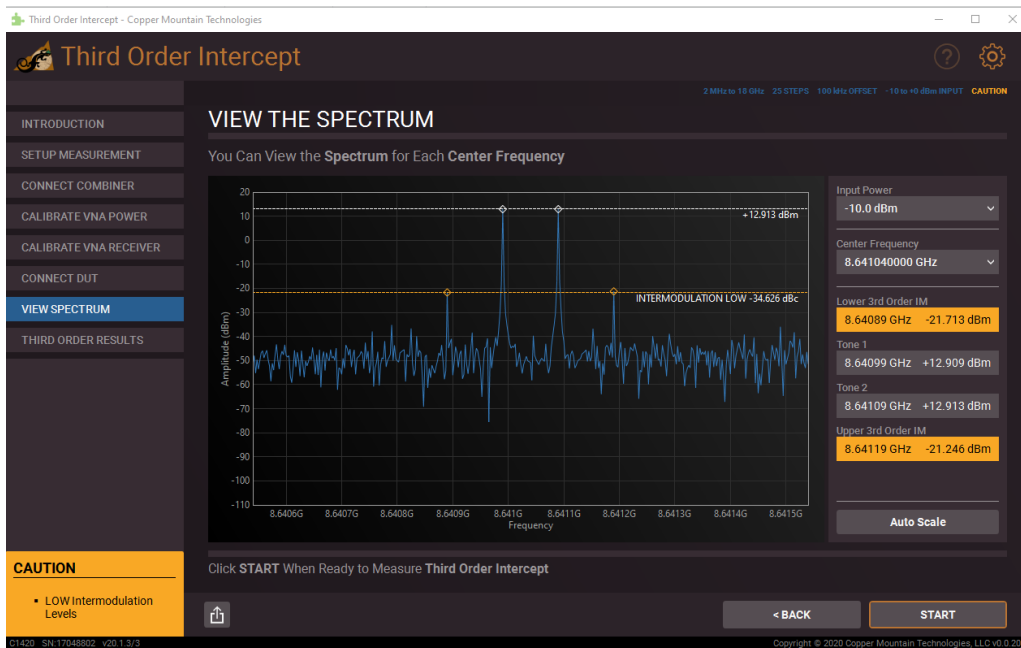 Third Order Intercept - Copper Mountain Technologies
Third Order Intercept
?
2 MHz to 18 GHz 25 STEPS 100 kHz OFFSET -10 to +0 dBm INPUT CAUTION
INTRODUCTION
SETUP MEASUREMENT
CONNECT COMBINER
CALIBRATE VNA POWER
CALIBRATE VNA RECEIVER
CONNECT DUT
VIEW SPECTRUM
THIRD ORDER RESULTS
VIEW THE SPECTRUM
You Can View the Spectrum for Each Center Frequency
20
10
0
-10
-20
-30
-40
-50
-60
-70
-80
-90
-100
-110
Amplitude (dBm)
+12.913 dBm
INTERMODULATION LOW -34.626 dBc
8.6406G 8.6407G 8.6408G 8.6409G 8.641G 8.6411G 8.6412G 8.6413G 8.6414G 8.6415G
Frequency
Input Power
-10.0 dBm
Center Frequency
8.641040000 GHz
Lower 3rd Order IM
8.64089 GHz -21.713 dBm
Tone 1
8.64099 GHz +12.909 dBm
Tone 2
8.64109 GHz +12.913 dBm
Upper 3rd Order IM
8.64119 GHz -21.246 dBm
Auto Scale
Click START When Ready to Measure Third Order Intercept
CAUTION
• LOW Intermodulation
Levels
< BACK
START
C1420 SN:17048802 v20.1.3/3
Copyright © 2020 Copper Mountain Technologies, LLC v0.0.20